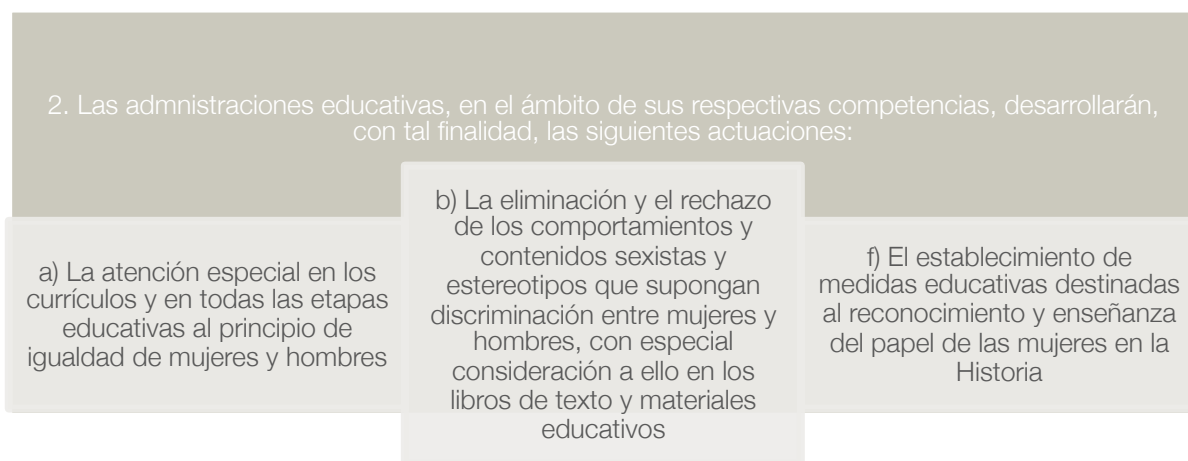 2. Las admnistraciones educativas, en el ámbito de sus respectivas competencias, desarrollarán,
con tal finalidad, las siguientes actuaciones:
a) La atención especial en los
currículos y en todas las etapas
educativas al principio de
igualdad de mujeres y hombres
b) La eliminación y el rechazo
de los comportamientos y
contenidos sexistas y
estereotipos que supongan
discriminación entre mujeres y
hombres, con especial
consideración a ello en los
libros de texto y materiales
educativos
f) El establecimiento de
medidas educativas destinadas
al reconocimiento y enseñanza
del papel de las mujeres en la
Historia